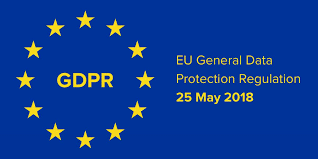 GDPR
EU General Data
Protection Regulation
25 May 2018